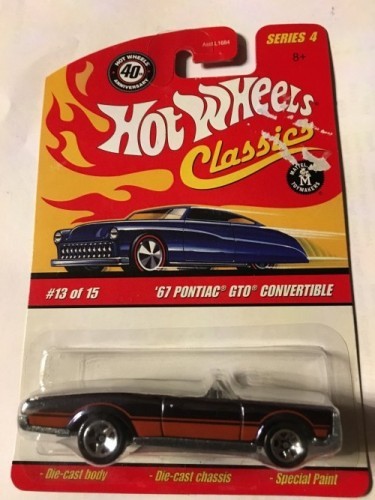 SERIES 4
8+
HOT WHEELS
40th
ANNIVERSARY
Hot Wheels
Classics
MATTEL
M
TOYMAKERS
#13 of 15
'67 PONTIAC® GTO® CONVERTIBLE
- Die-cast body
- Die-cast chassis
- Special Paint